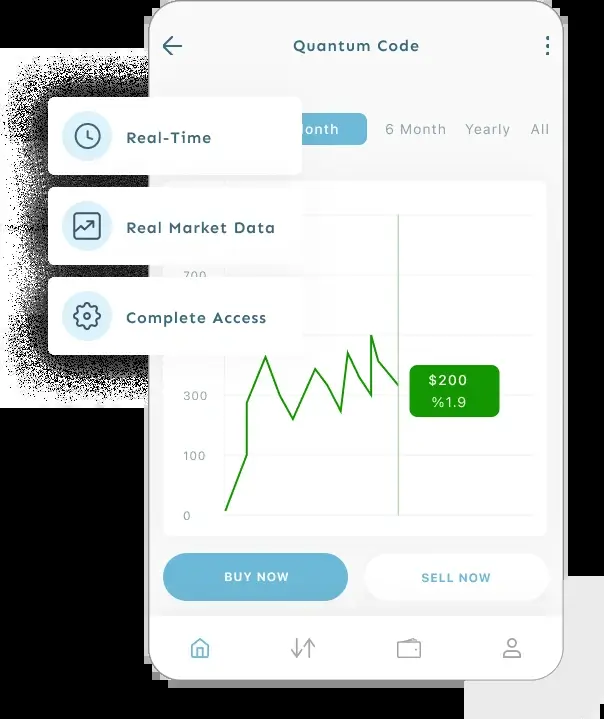 Quantum Code
Real-Time
6 Month
Yearly
All
Real Market Data
700
Complete Access
$200
%1.9
300
100
0
BUY NOW
SELL NOW